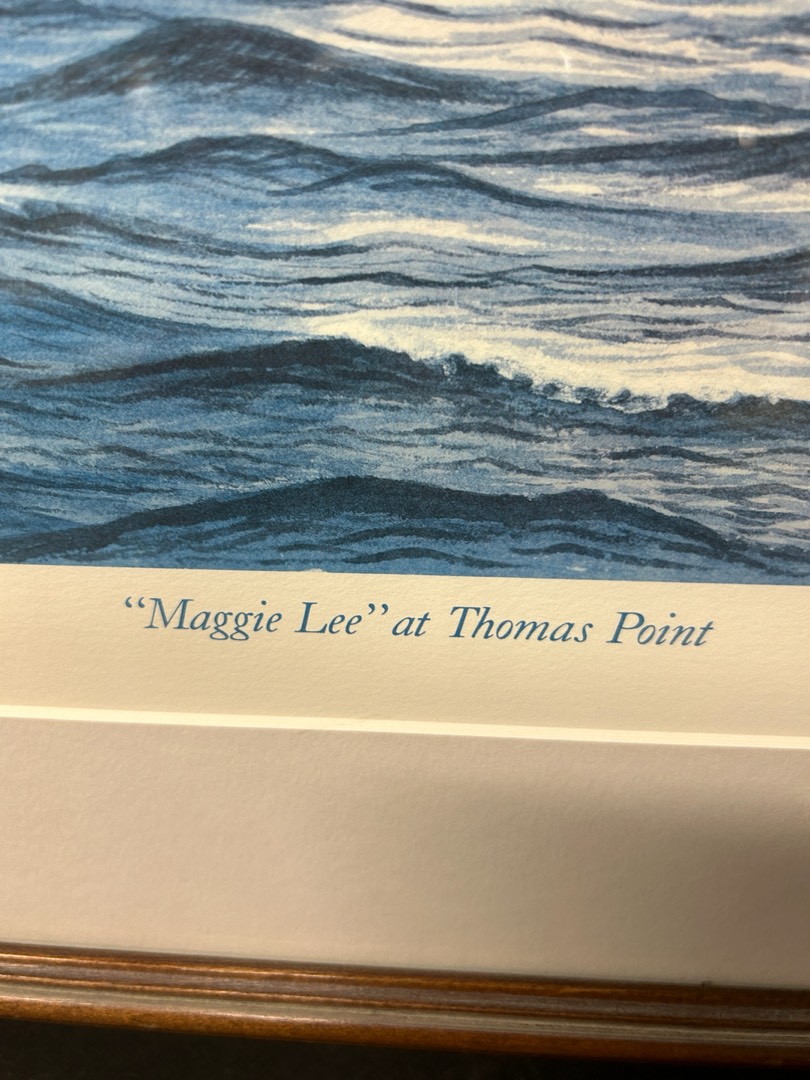 “Maggie Lee” at Thomas Point